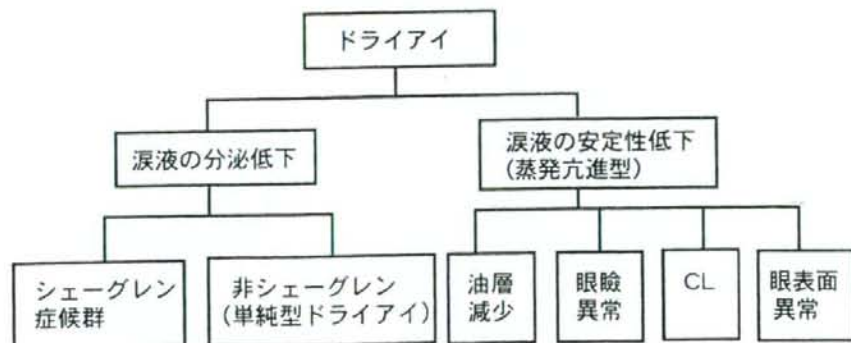 ドライアイ
涙液の分泌低下
涙液の安定性低下
(蒸発亢進型)
シェーグレン
症候群
非シェーグレン
(単純型ドライアイ)
油層
減少
眼瞼
異常
CL
眼表面
異常